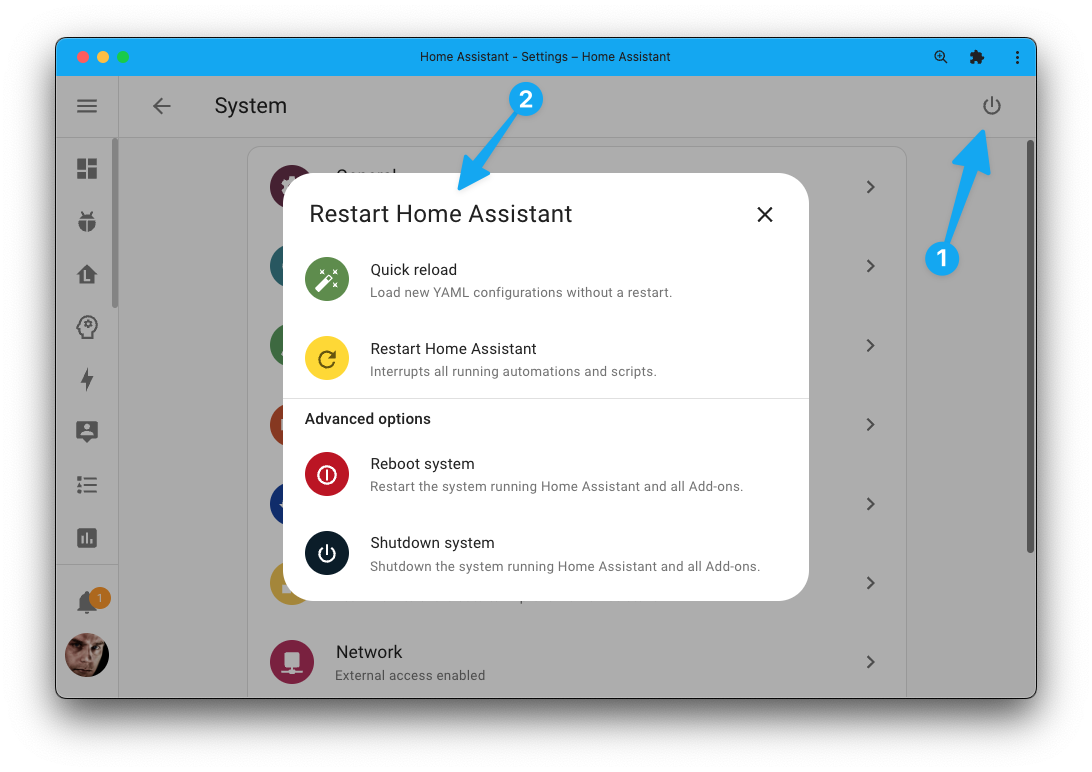 Home Assistant - Settings – Home Assistant
System
2
1
General
Restart Home Assistant
Quick reload
Load new YAML configurations without a restart.
Restart Home Assistant
Interrupts all running automations and scripts.
Advanced options
Reboot system
Restart the system running Home Assistant and all Add-ons.
Shutdown system
Shutdown the system running Home Assistant and all Add-ons.
1
Network
External access enabled